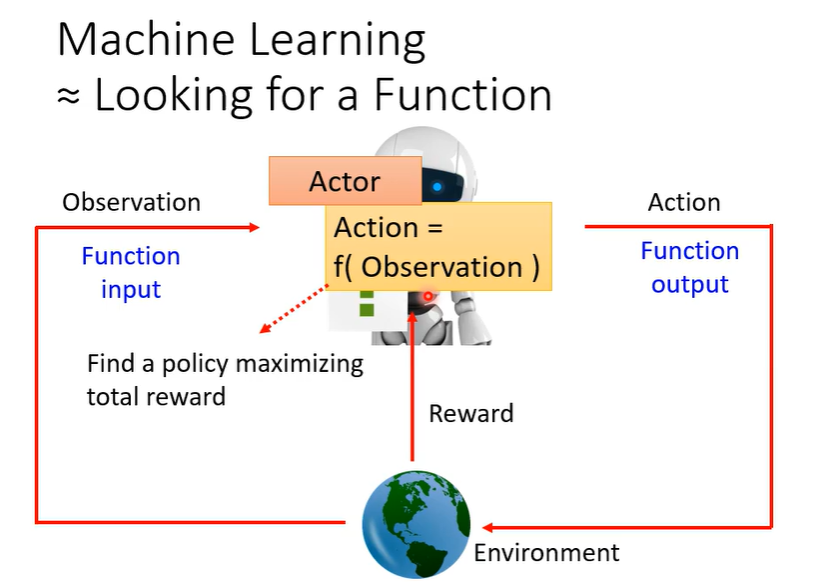 Machine Learning
≈ Looking for a Function
Actor
Observation
Action =
f( Observation )
Action
Function
input
Function
output
Find a policy maximizing
total reward
Reward
Environment